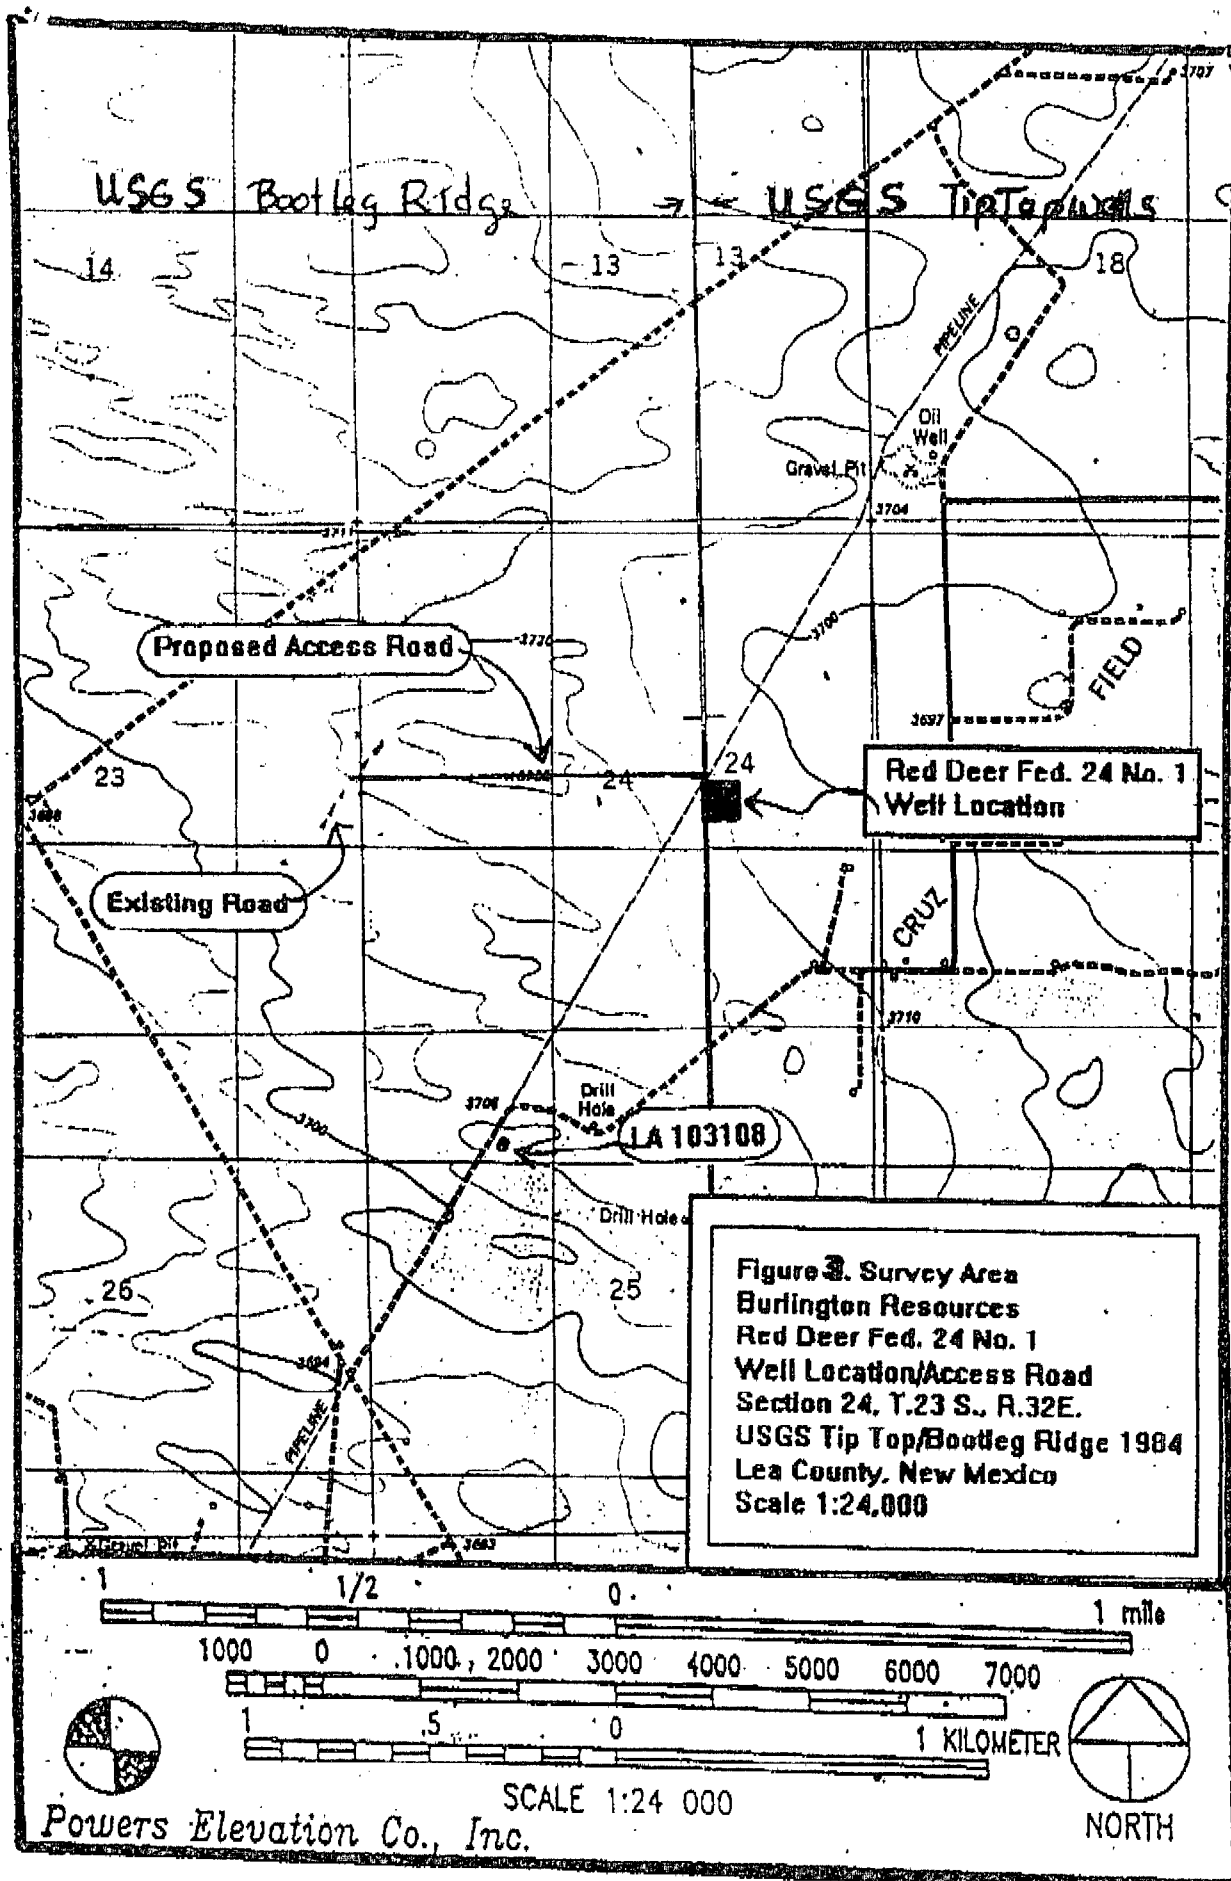 3707
USGS Bootleg Ridge → ← USGS TipTop Wells
14
13
13
18
PIPELINE
Oil
Well
Gravel Pit
3704
3711
Proposed Access Road
3700
FIELD
3697
23
24
24
Red Deer Fed. 24 No. 1
Well Location
Existing Road
CRUZ
3710
3706
Drill
Hole
3700
LA 103108
Drill Hole
26
25
3694
PIPELINE
Gravel Pit
3683
Figure 3. Survey Area
Burlington Resources
Red Deer Fed. 24 No. 1
Well Location/Access Road
Section 24, T.23 S., R.32E.
USGS Tip Top/Bootleg Ridge 1984
Lea County, New Mexico
Scale 1:24,000
1 1/2 0 1 mile
1000 0 1000 2000 3000 4000 5000 6000 7000
1 .5 0 1 KILOMETER
SCALE 1:24 000
NORTH
Powers Elevation Co., Inc.